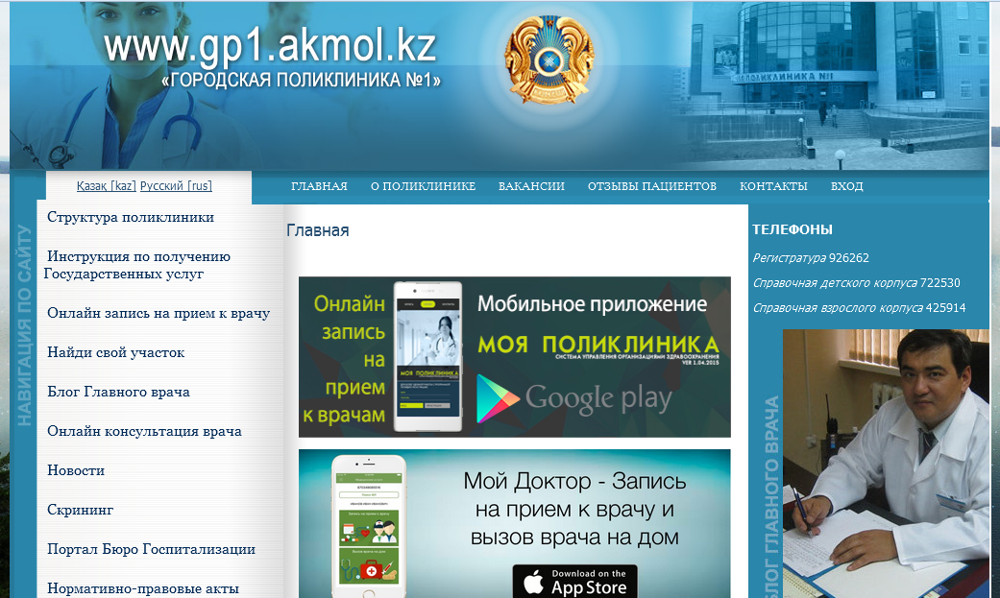 www.gp1.akmol.kz
«ГОРОДСКАЯ ПОЛИКЛИНИКА №1»
ПОЛИКЛИНИКА №1
Қазақ [kaz] Русский [rus]
ГЛАВНАЯ О ПОЛИКЛИНИКЕ ВАКАНСИИ ОТЗЫВЫ ПАЦИЕНТОВ КОНТАКТЫ ВХОД
НАВИГАЦИЯ ПО САЙТУ
Структура поликлиники
Инструкция по получению
Государственных услуг
Онлайн запись на прием к врачу
Найди свой участок
Блог Главного врача
Онлайн консультация врача
Новости
Скрининг
Портал Бюро Госпитализации
Нормативно-правовые акты
Главная
Онлайн
запись
на
прием
к врачам
МОЯ ПОЛИКЛИНИКА
Мобильное приложение
МОЯ ПОЛИКЛИНИКА
СИСТЕМА УПРАВЛЕНИЯ ОРГАНИЗАЦИЯМИ ЗДРАВООХРАНЕНИЯ
VER 1.04.2015
Google play
Мой Доктор - Запись
на прием к врачу и
вызов врача на дом
Download on the
App Store
ТЕЛЕФОНЫ
Регистратура 926262
Справочная детского корпуса 722530
Справочная взрослого корпуса 425914
БЛОГ ГЛАВНОГО ВРАЧА